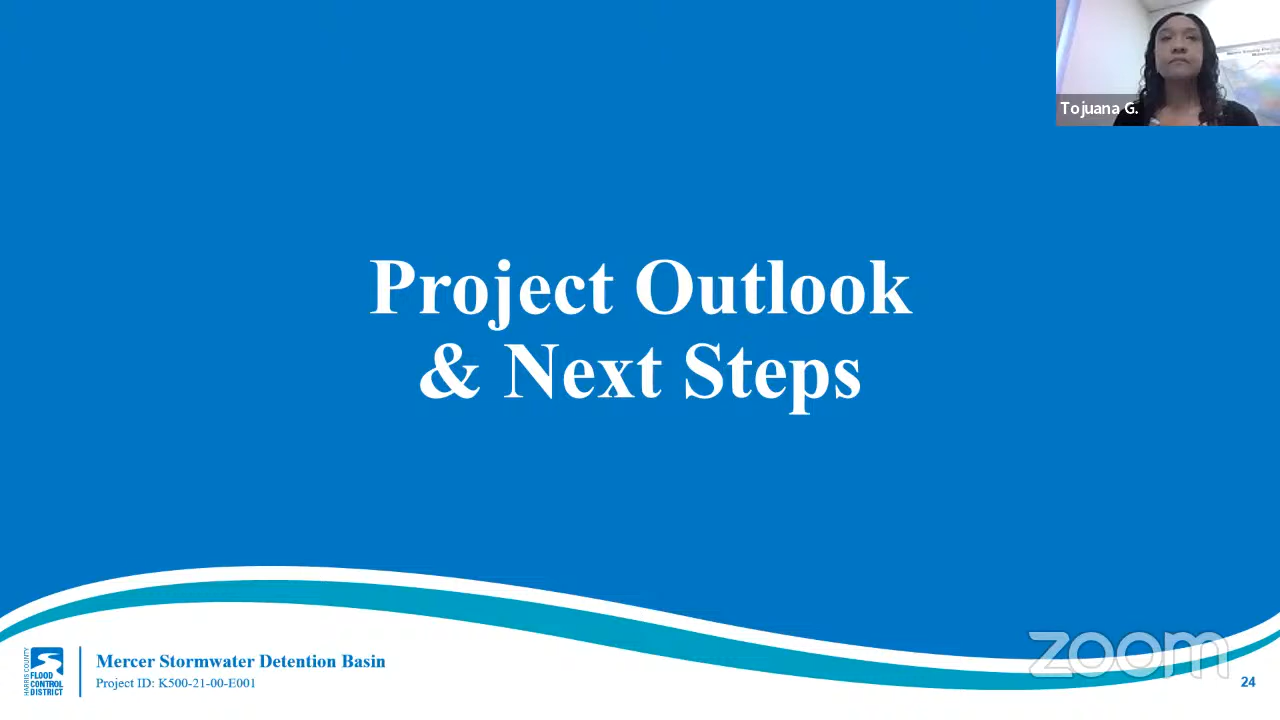 Tojuana G.
Project Outlook
& Next Steps
HARRIS COUNTY
FLOOD
CONTROL
DISTRICT
Mercer Stormwater Detention Basin
Project ID: K500-21-00-E001
zoom
24